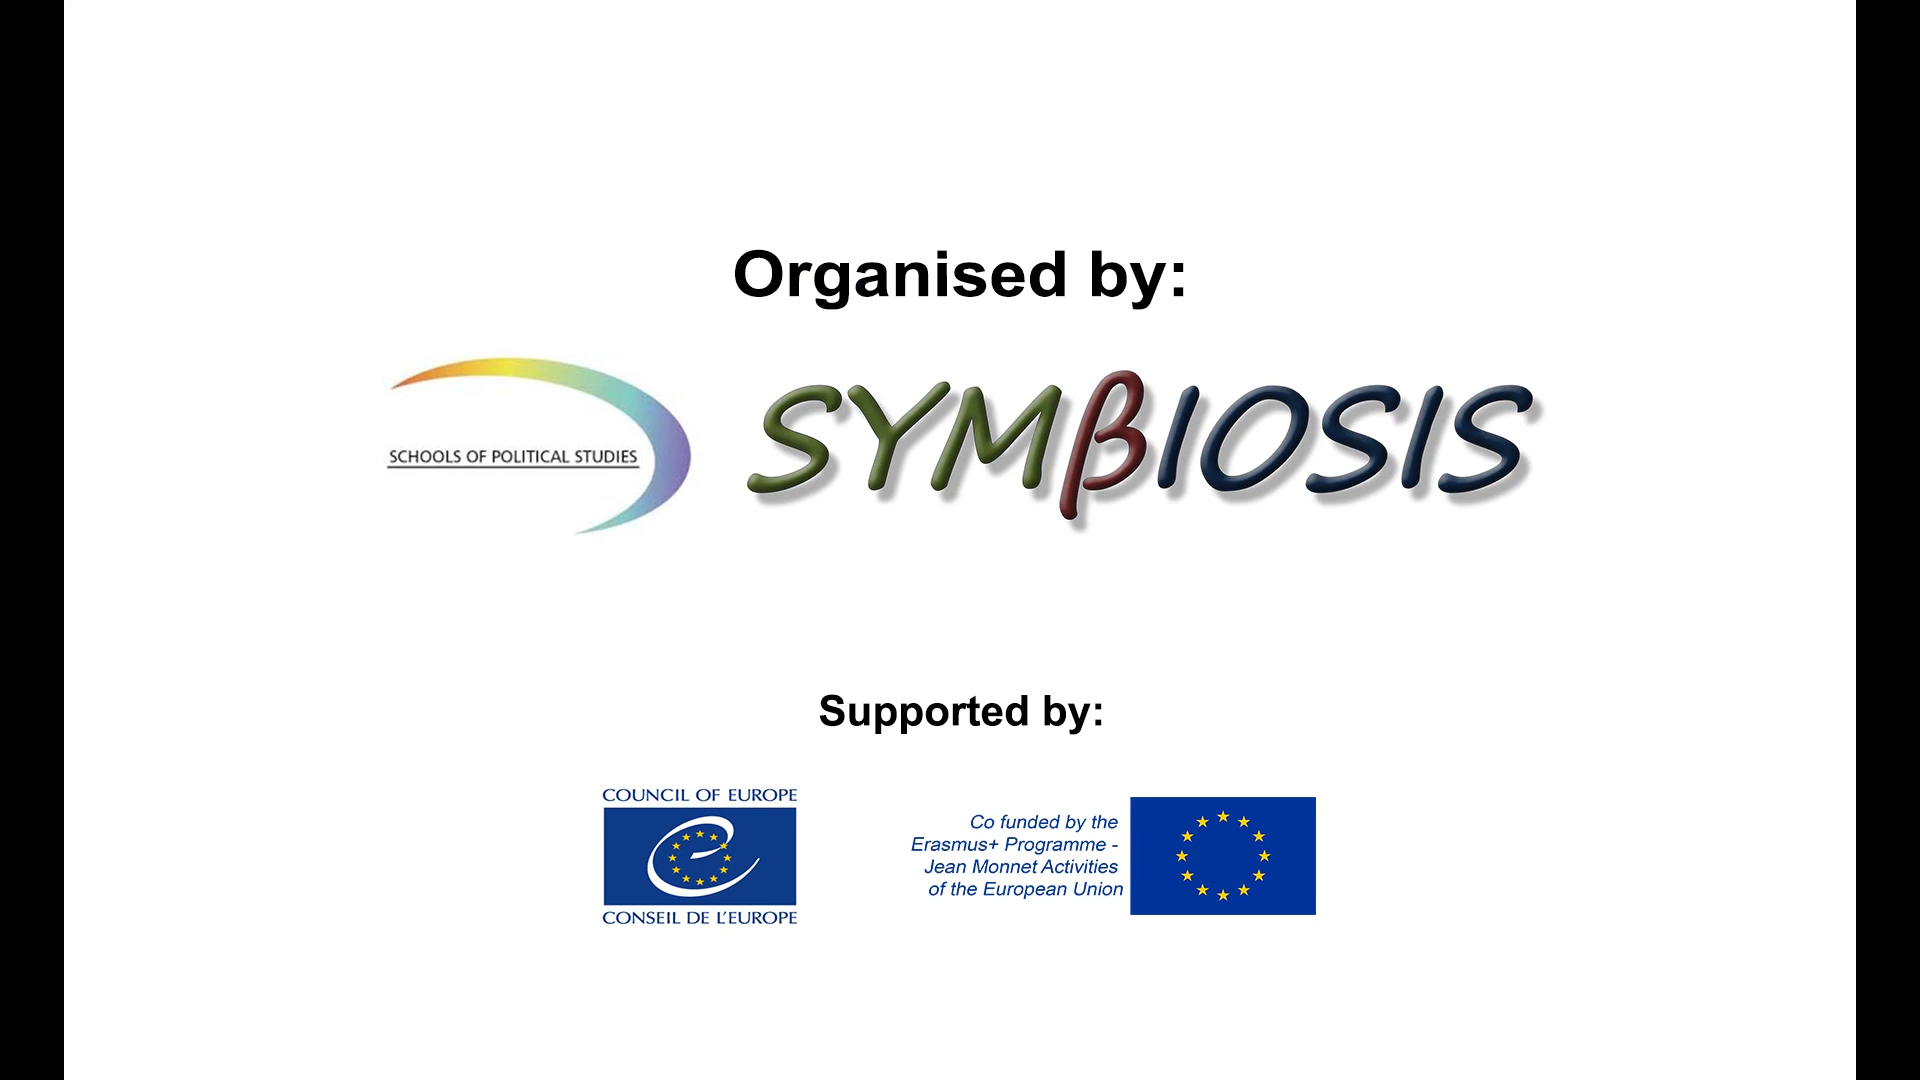 Organised by:
SCHOOLS OF POLITICAL STUDIES
SYMβIOSIS
Supported by:
COUNCIL OF EUROPE
CONSEIL DE L'EUROPE
Co funded by the
Erasmus+ Programme -
Jean Monnet Activities
of the European Union